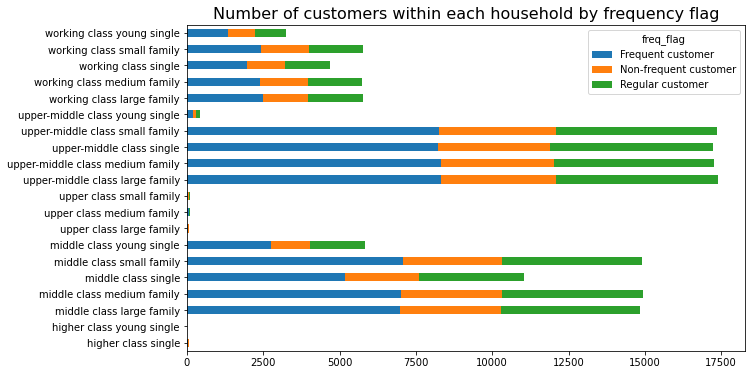 Number of customers within each household by frequency flag
working class young single
working class small family
working class single
working class medium family
working class large family
upper-middle class young single
upper-middle class small family
upper-middle class single
upper-middle class medium family
upper-middle class large family
upper class small family
upper class medium family
upper class large family
middle class young single
middle class small family
middle class single
middle class medium family
middle class large family
higher class young single
higher class single
freq_flag
Frequent customer
Non-frequent customer
Regular customer
0 2500 5000 7500 10000 12500 15000 17500